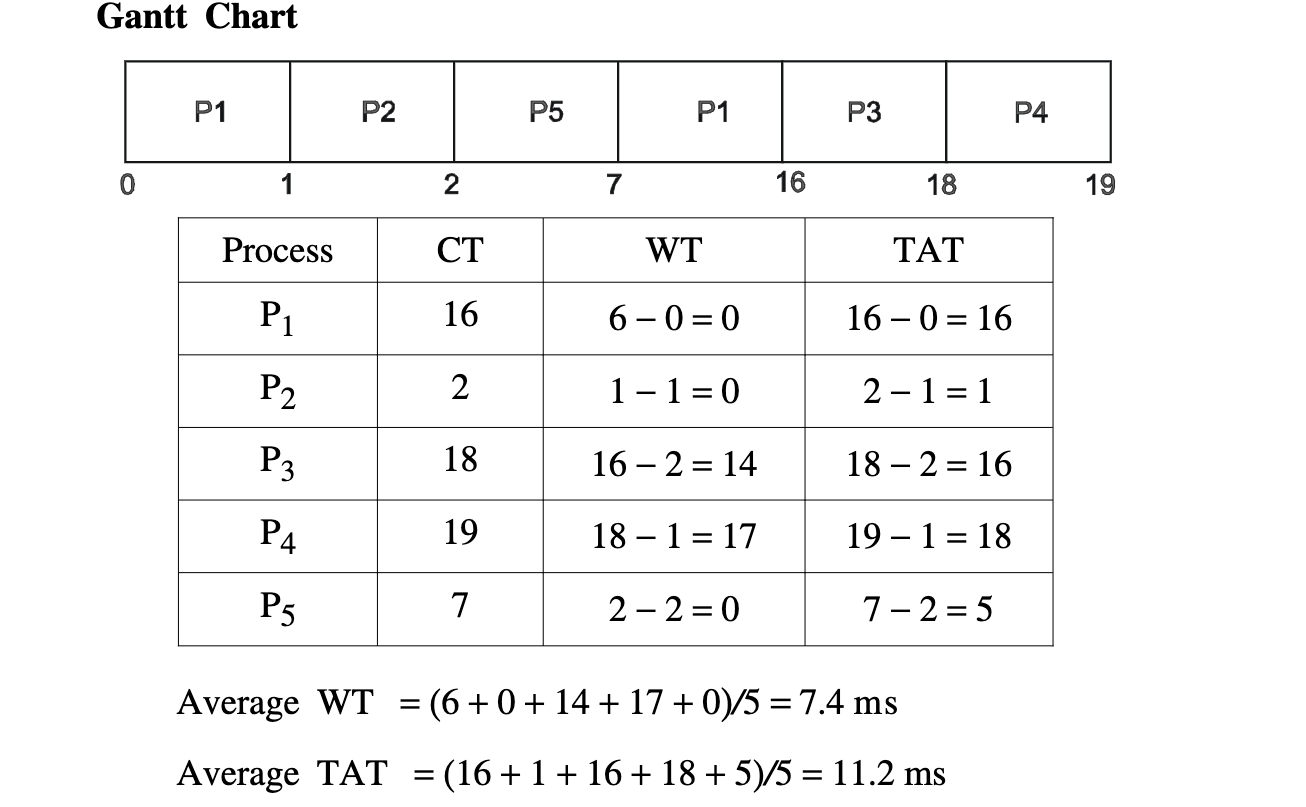 Gantt Chart
P1 P2 P5 P1 P3 P4
0 1 2 7 16 18 19
Process CT WT TAT
P1 16 6 – 0 = 0 16 – 0 = 16
P2 2 1 – 1 = 0 2 – 1 = 1
P3 18 16 – 2 = 14 18 – 2 = 16
P4 19 18 – 1 = 17 19 – 1 = 18
P5 7 2 – 2 = 0 7 – 2 = 5
Average WT = (6 + 0 + 14 + 17 + 0)/5 = 7.4 ms
Average TAT = (16 + 1 + 16 + 18 + 5)/5 = 11.2 ms